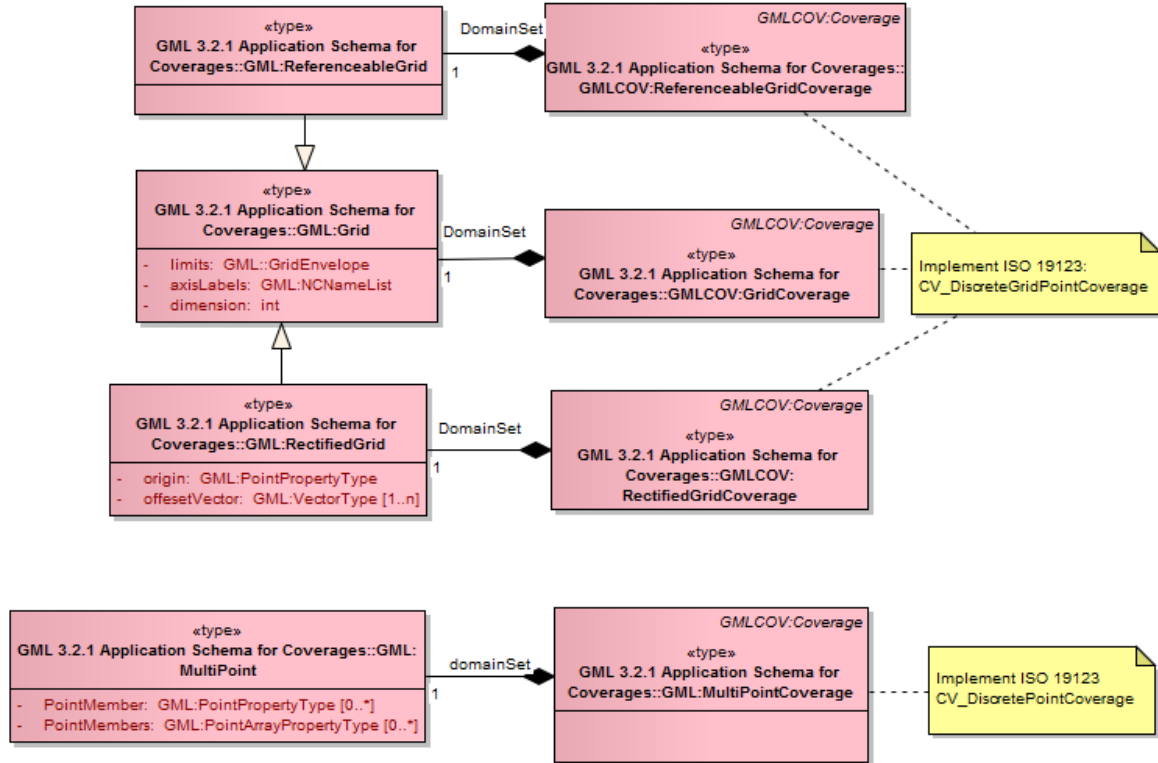 «type»
GML 3.2.1 Application Schema for
Coverages::GML:ReferenceableGrid
DomainSet
1
GMLCOV:Coverage
«type»
GML 3.2.1 Application Schema for Coverages::
GMLCOV:ReferenceableGridCoverage
«type»
GML 3.2.1 Application Schema for
Coverages::GML:Grid
- limits: GML::GridEnvelope
- axisLabels: GML:NCNameList
- dimension: int
DomainSet
1
GMLCOV:Coverage
«type»
GML 3.2.1 Application Schema for
Coverages::GMLCOV:GridCoverage
Implement ISO 19123:
CV_DiscreteGridPointCoverage
«type»
GML 3.2.1 Application Schema for
Coverages::GML:RectifiedGrid
- origin: GML:PointPropertyType
- offesetVector: GML:VectorType [1..n]
DomainSet
1
GMLCOV:Coverage
«type»
GML 3.2.1 Application Schema for
Coverages::GMLCOV:
RectifiedGridCoverage
«type»
GML 3.2.1 Application Schema for Coverages::GML:
MultiPoint
- PointMember: GML:PointPropertyType [0..*]
- PointMembers: GML:PointArrayPropertyType [0..*]
domainSet
1
GMLCOV:Coverage
«type»
GML 3.2.1 Application Schema for
Coverages::GML:MultiPointCoverage
Implement ISO 19123
CV_DiscretePointCoverage